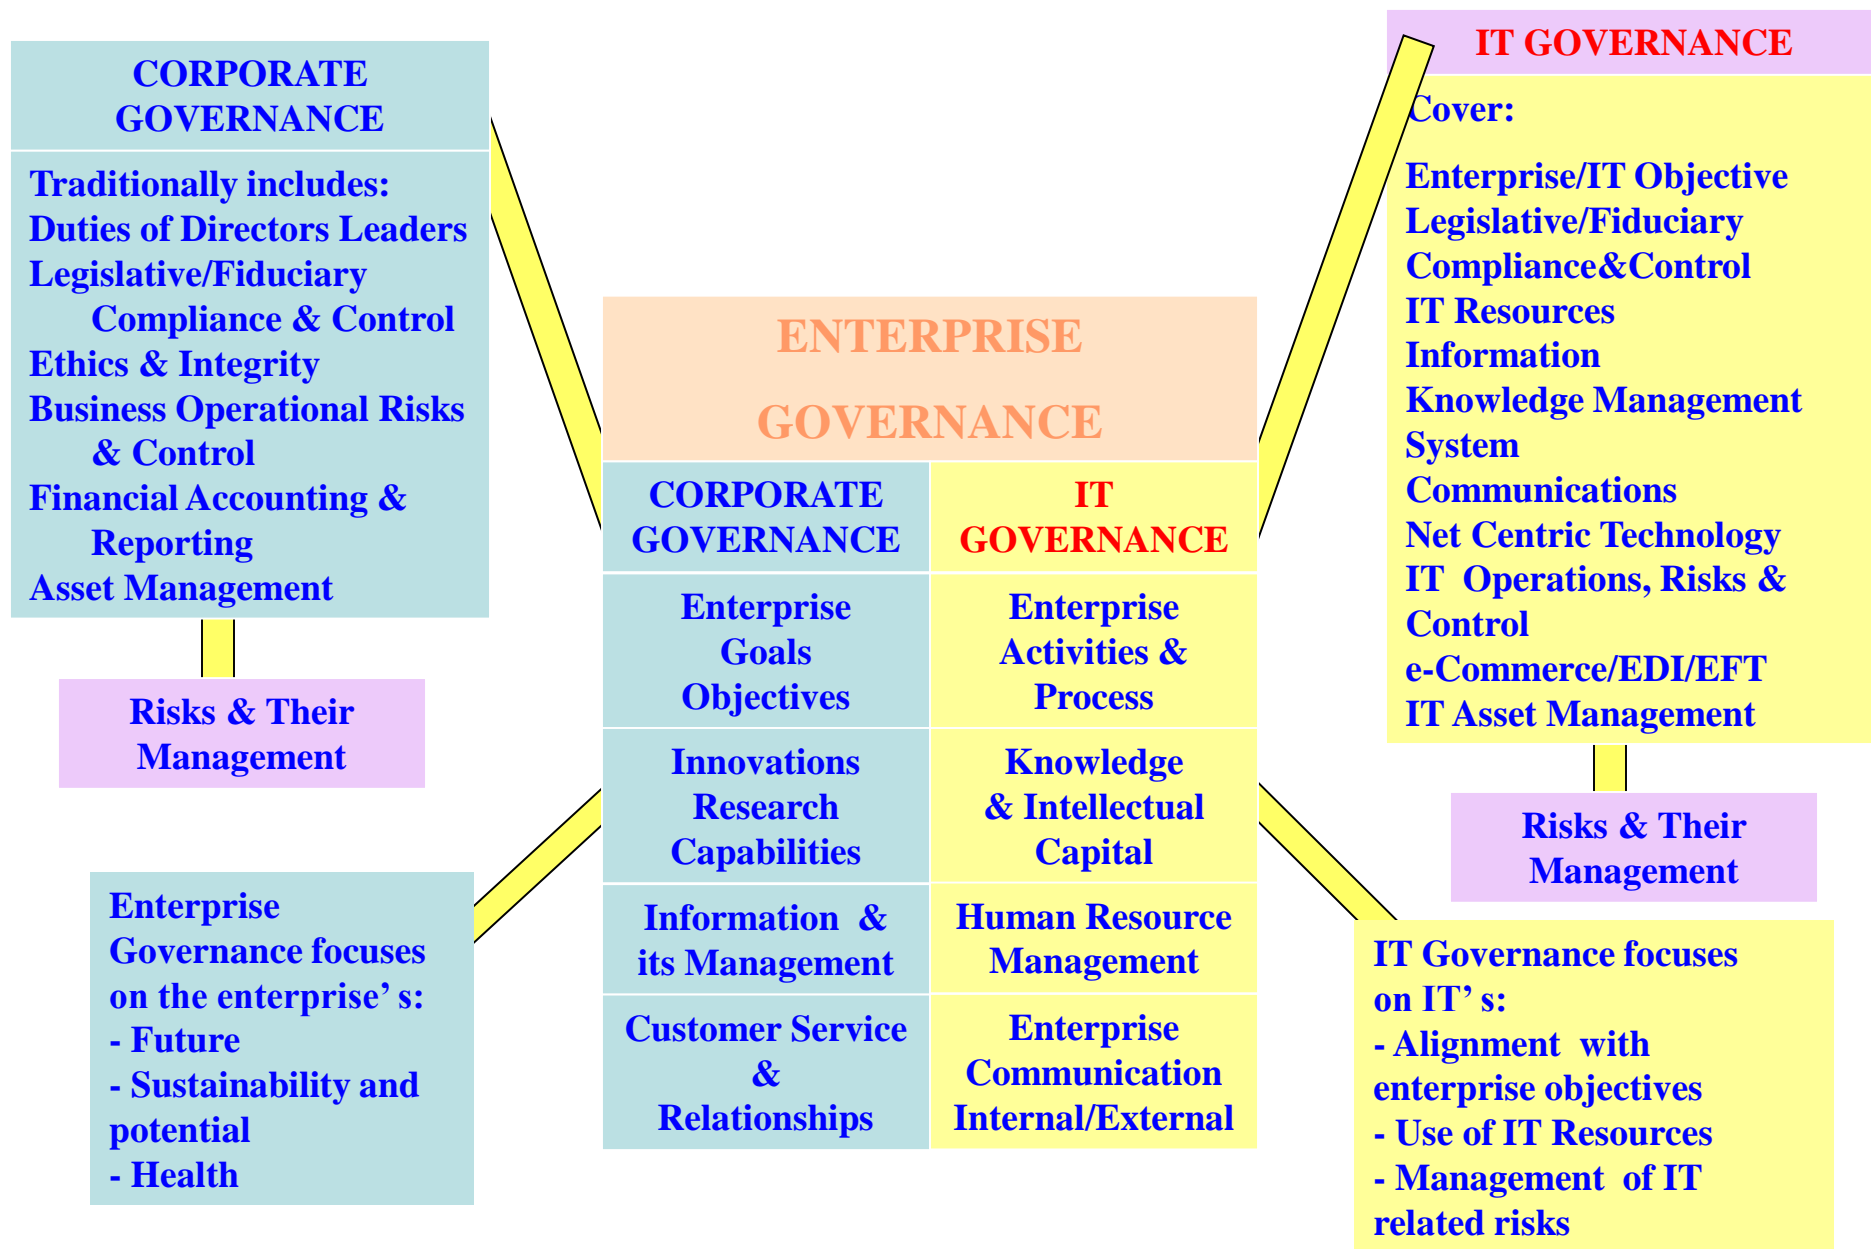 CORPORATE
GOVERNANCE
Traditionally includes:
Duties of Directors Leaders
Legislative/Fiduciary
Compliance & Control
Ethics & Integrity
Business Operational Risks
& Control
Financial Accounting &
Reporting
Asset Management
Risks & Their
Management
Enterprise
Governance focuses
on the enterprise’ s:
- Future
- Sustainability and
potential
- Health
ENTERPRISE
GOVERNANCE
CORPORATE
GOVERNANCE
IT
GOVERNANCE
Enterprise
Goals
Objectives
Enterprise
Activities &
Process
Innovations
Research
Capabilities
Knowledge
& Intellectual
Capital
Information &
its Management
Human Resource
Management
Customer Service
&
Relationships
Enterprise
Communication
Internal/External
IT GOVERNANCE
Cover:
Enterprise/IT Objective
Legislative/Fiduciary
Compliance&Control
IT Resources
Information
Knowledge Management
System
Communications
Net Centric Technology
IT Operations, Risks &
Control
e-Commerce/EDI/EFT
IT Asset Management
Risks & Their
Management
IT Governance focuses
on IT’ s:
- Alignment with
enterprise objectives
- Use of IT Resources
- Management of IT
related risks